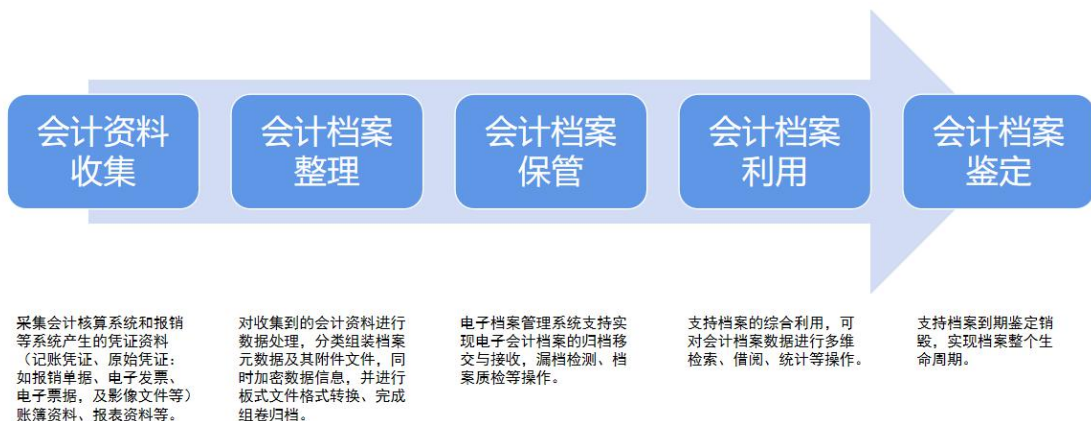 会计资料
收集
会计档案
整理
会计档案
保管
会计档案
利用
会计档案
鉴定
采集会计核算系统和报销
等系统产生的凭证资料
（记账凭证、原始凭证：
如报销单据、电子发票、
电子票据，及影像文件等）
账簿资料、报表资料等。
对收集到的会计资料进行
数据处理，分类组装档案
元数据及其附件文件，同
时加密数据信息，并进行
板式文件格式转换、完成
组卷归档。
电子档案管理系统支持实
现电子会计档案的归档移
交与接收，漏档检测、档
案质检等操作。
支持档案的综合利用，可
对会计档案数据进行多维
检索、借阅、统计等操作。
支持档案到期鉴定销
毁，实现档案整个生
命周期。